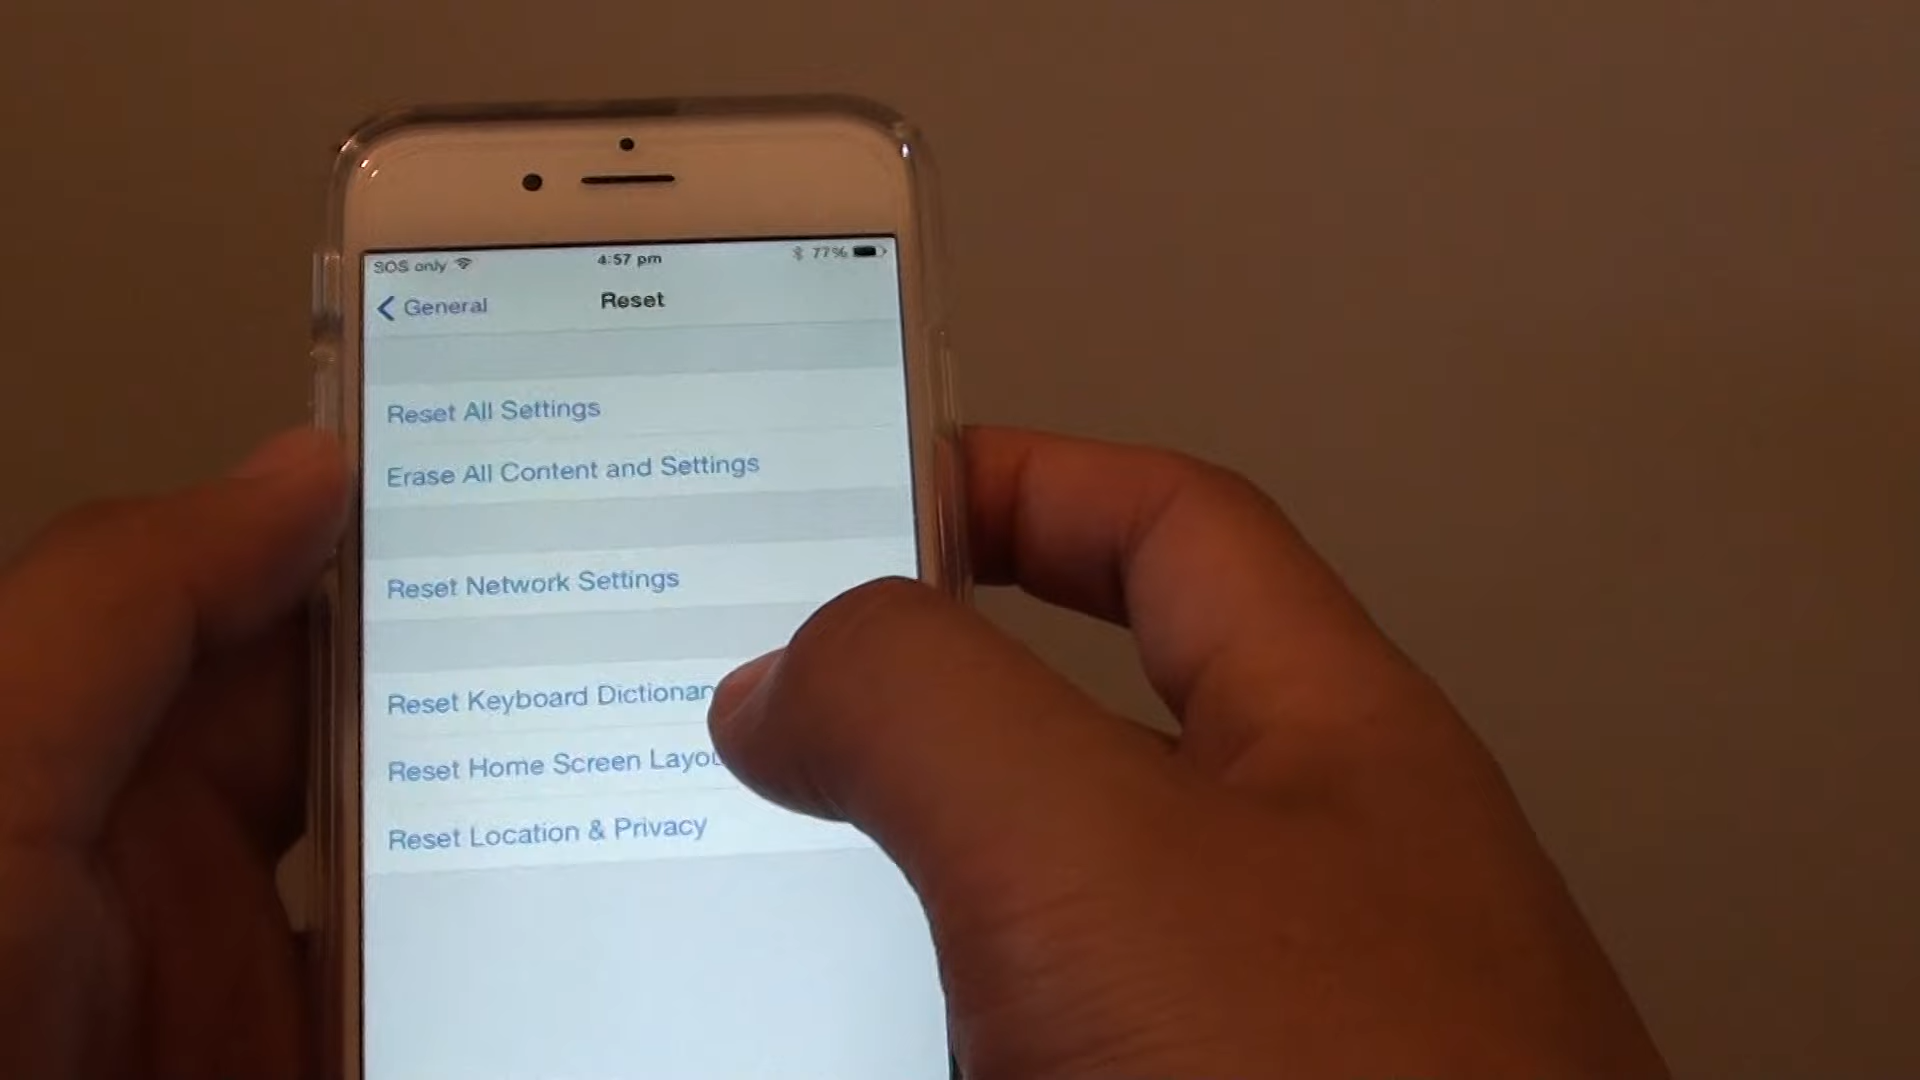 SOS only 4:57 pm 77%
General Reset
Reset All Settings
Erase All Content and Settings
Reset Network Settings
Reset Keyboard Dictionar
Reset Home Screen Layou
Reset Location & Privacy